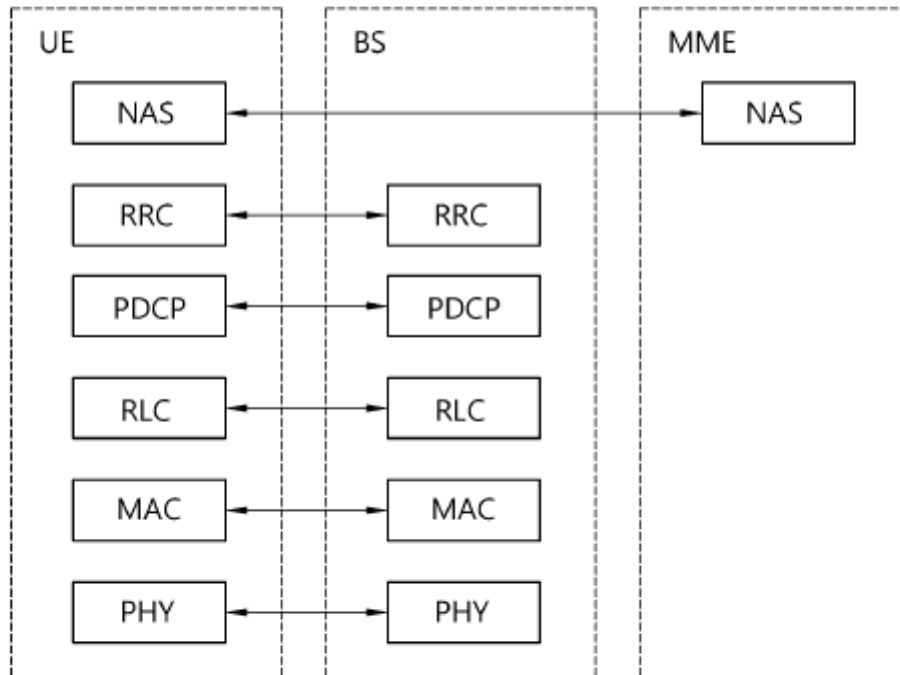 UE BS MME
NAS NAS
RRC RRC
PDCP PDCP
RLC RLC
MAC MAC
PHY PHY